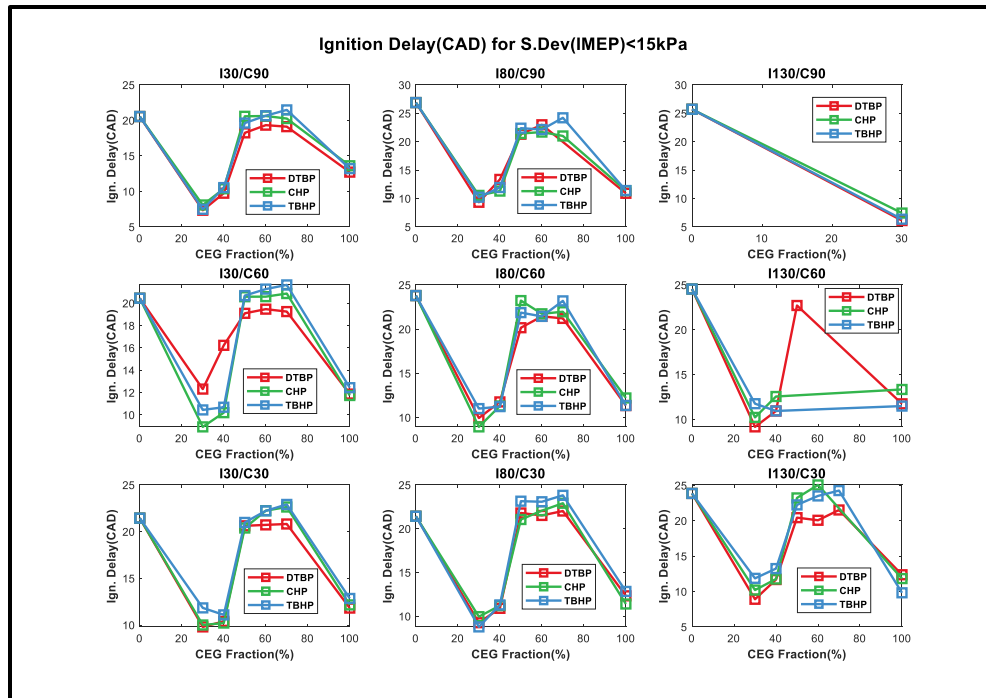 Ignition Delay(CAD) for S.Dev(IMEP)<15kPa
I30/C90
25
20
15
10
5
Ign. Delay(CAD)
0 20 40 60 80 100
CEG Fraction(%)
DTBP
CHP
TBHP
I80/C90
30
25
20
15
10
5
Ign. Delay(CAD)
0 20 40 60 80 100
CEG Fraction(%)
DTBP
CHP
TBHP
I130/C90
30
25
20
15
10
5
Ign. Delay(CAD)
0 10 20 30
CEG Fraction(%)
DTBP
CHP
TBHP
I30/C60
20
18
16
14
12
10
Ign. Delay(CAD)
0 20 40 60 80 100
CEG Fraction(%)
DTBP
CHP
TBHP
I80/C60
25
20
15
10
Ign. Delay(CAD)
0 20 40 60 80 100
CEG Fraction(%)
DTBP
CHP
TBHP
I130/C60
25
20
15
10
Ign. Delay(CAD)
0 20 40 60 80 100
CEG Fraction(%)
DTBP
CHP
TBHP
I30/C30
25
20
15
10
Ign. Delay(CAD)
0 20 40 60 80 100
CEG Fraction(%)
DTBP
CHP
TBHP
I80/C30
25
20
15
10
Ign. Delay(CAD)
0 20 40 60 80 100
CEG Fraction(%)
DTBP
CHP
TBHP
I130/C30
25
20
15
10
5
Ign. Delay(CAD)
0 20 40 60 80 100
CEG Fraction(%)
DTBP
CHP
TBHP